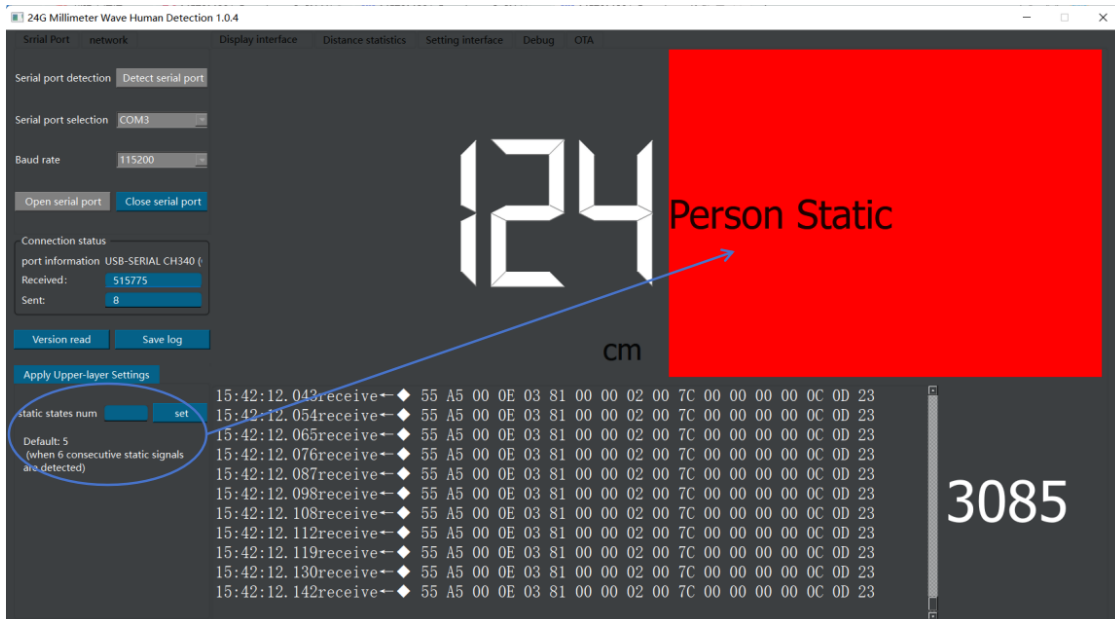 24G Millimeter Wave Human Detection 1.0.4
Srrial Port network
Display interface Distance statistics Setting interface Debug OTA
Serial port detection Detect serial port
Serial port selection COM3
Baud rate 115200
Open serial port Close serial port
Connection status
port information USB-SERIAL CH340 (
Received: 515775
Sent: 8
Version read Save log
Apply Upper-layer Settings
static states num set
Default: 5
(when 6 consecutive static signals
are detected)
124
cm
Person Static
15:42:12.043receive←◆ 55 A5 00 0E 03 81 00 00 02 00 7C 00 00 00 00 0C 0D 23
15:42:12.054receive←◆ 55 A5 00 0E 03 81 00 00 02 00 7C 00 00 00 00 0C 0D 23
15:42:12.065receive←◆ 55 A5 00 0E 03 81 00 00 02 00 7C 00 00 00 00 0C 0D 23
15:42:12.076receive←◆ 55 A5 00 0E 03 81 00 00 02 00 7C 00 00 00 00 0C 0D 23
15:42:12.087receive←◆ 55 A5 00 0E 03 81 00 00 02 00 7C 00 00 00 00 0C 0D 23
15:42:12.098receive←◆ 55 A5 00 0E 03 81 00 00 02 00 7C 00 00 00 00 0C 0D 23
15:42:12.108receive←◆ 55 A5 00 0E 03 81 00 00 02 00 7C 00 00 00 00 0C 0D 23
15:42:12.112receive←◆ 55 A5 00 0E 03 81 00 00 02 00 7C 00 00 00 00 0C 0D 23
15:42:12.119receive←◆ 55 A5 00 0E 03 81 00 00 02 00 7C 00 00 00 00 0C 0D 23
15:42:12.130receive←◆ 55 A5 00 0E 03 81 00 00 02 00 7C 00 00 00 00 0C 0D 23
15:42:12.142receive←◆ 55 A5 00 0E 03 81 00 00 02 00 7C 00 00 00 00 0C 0D 23
3085